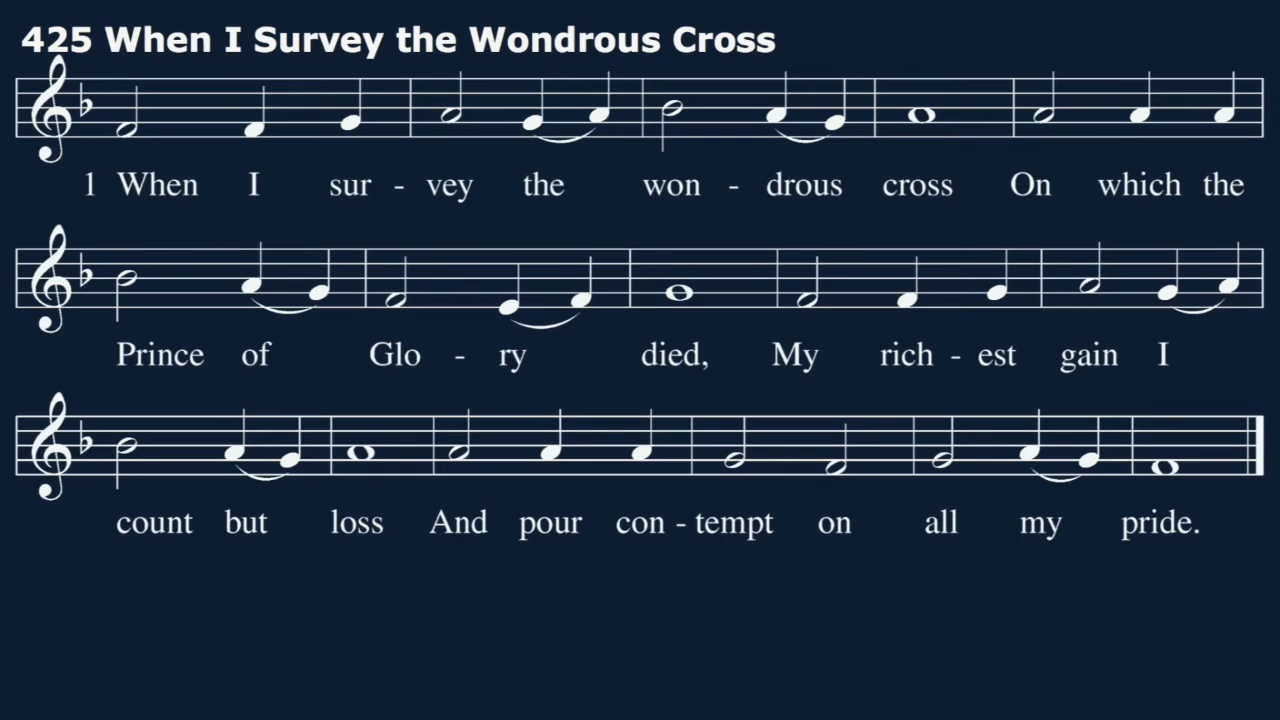 425 When I Survey the Wondrous Cross
1 When I sur - vey the won - drous cross On which the
Prince of Glo - ry died, My rich - est gain I
count but loss And pour con - tempt on all my pride.